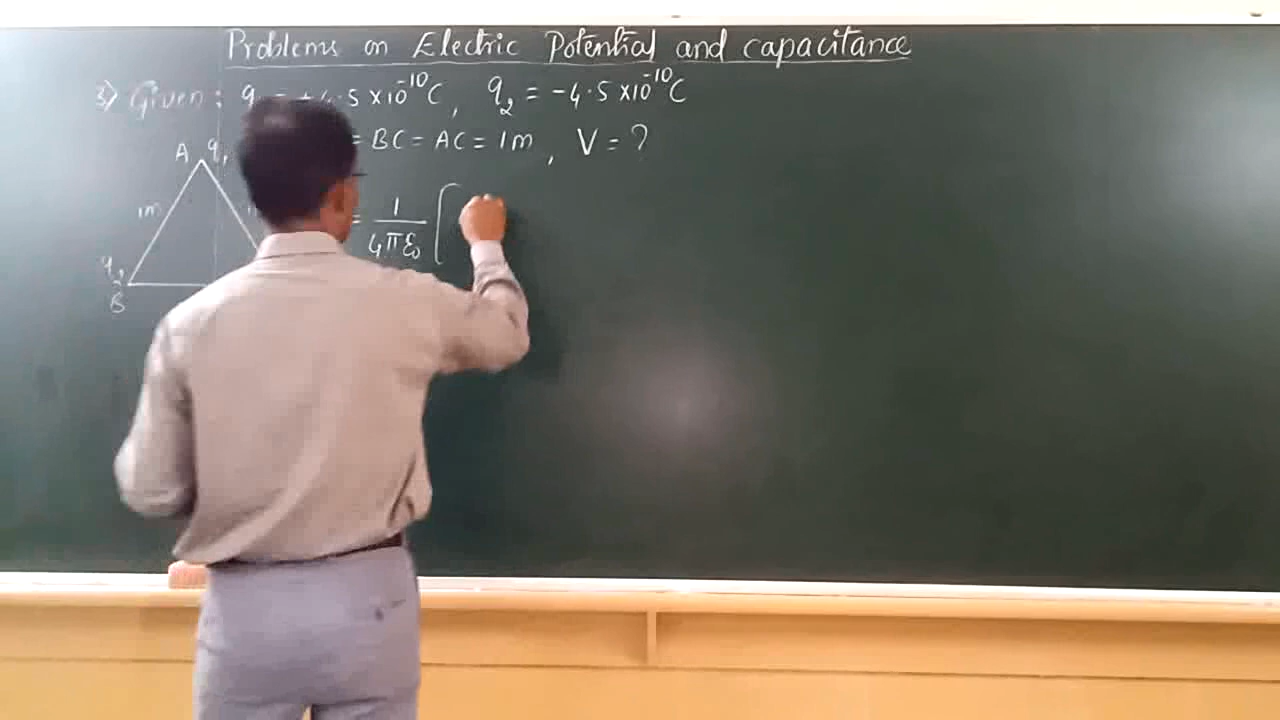 Problems on Electric Potential and capacitance
3) Given: q = +4.5 ×10⁻¹⁰C, q₂ = -4.5 ×10⁻¹⁰C
= BC = AC = 1m, V = ?
A q₁
1m
= 1/4πε₀ [
q₂
B